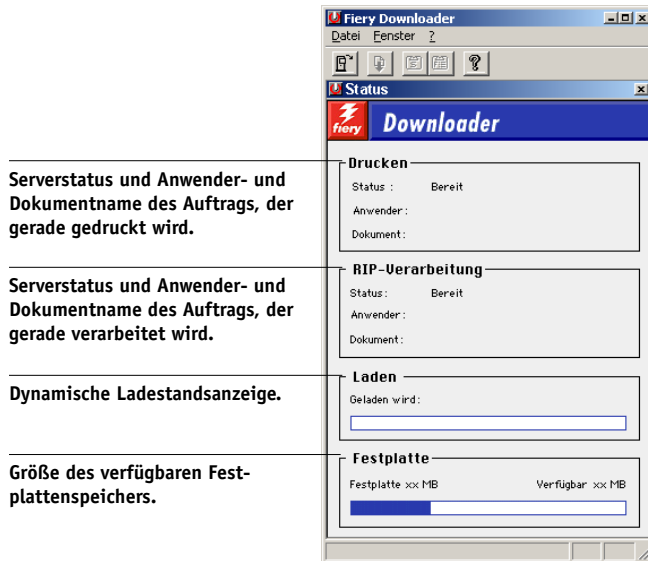 Fiery Downloader
Datei Fenster ?
Status
fiery Downloader
Serverstatus und Anwender- und
Dokumentname des Auftrags, der
gerade gedruckt wird.
Drucken
Status : Bereit
Anwender :
Dokument :
Serverstatus und Anwender- und
Dokumentname des Auftrags, der
gerade verarbeitet wird.
RIP-Verarbeitung
Status : Bereit
Anwender :
Dokument :
Dynamische Ladestandsanzeige.
Laden
Geladen wird :
Größe des verfügbaren Fest-
plattenspeichers.
Festplatte
Festplatte xx MB Verfügbar xx MB